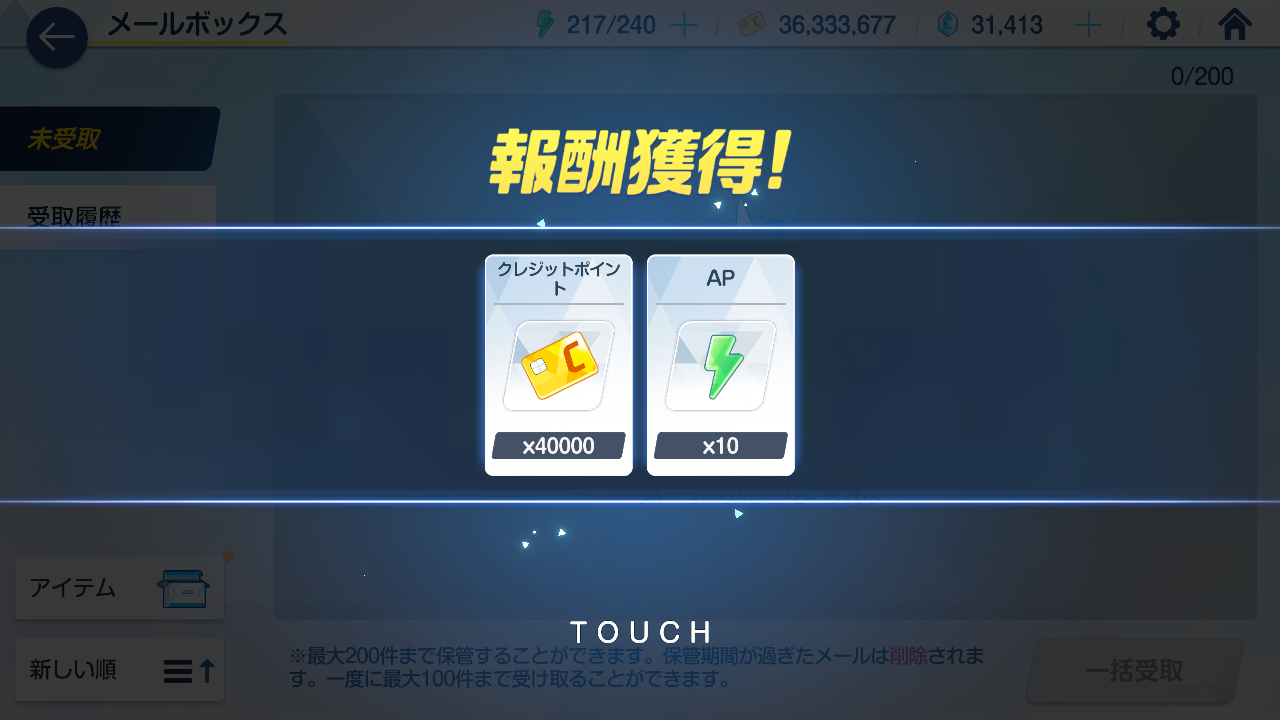 メールボックス
217/240
36,333,677
31,413
0/200
未受取
受取履歴
報酬獲得!
クレジットポイン
ト
AP
x40000
x10
アイテム
新しい順
TOUCH
※最大200件まで保管することができます。保管期間が過ぎたメールは削除されま
す。一度に最大100件まで受け取ることができます。
一括受取